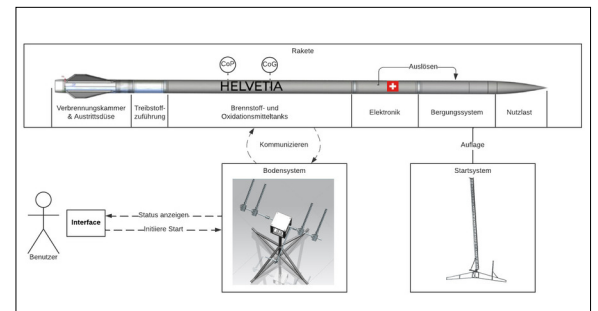 Rakete
CoP
CoG
Auslösen
HELVETIA
Verbrennungskammer
& Austrittsdüse
Treibstoff-
zuführung
Brennstoff- und
Oxidationsmitteltanks
Elektronik
Bergungssystem
Nutzlast
Kommunizieren
Auflage
Bodensystem
Startsystem
Status anzeigen
Interface
Initiiere Start
Benutzer